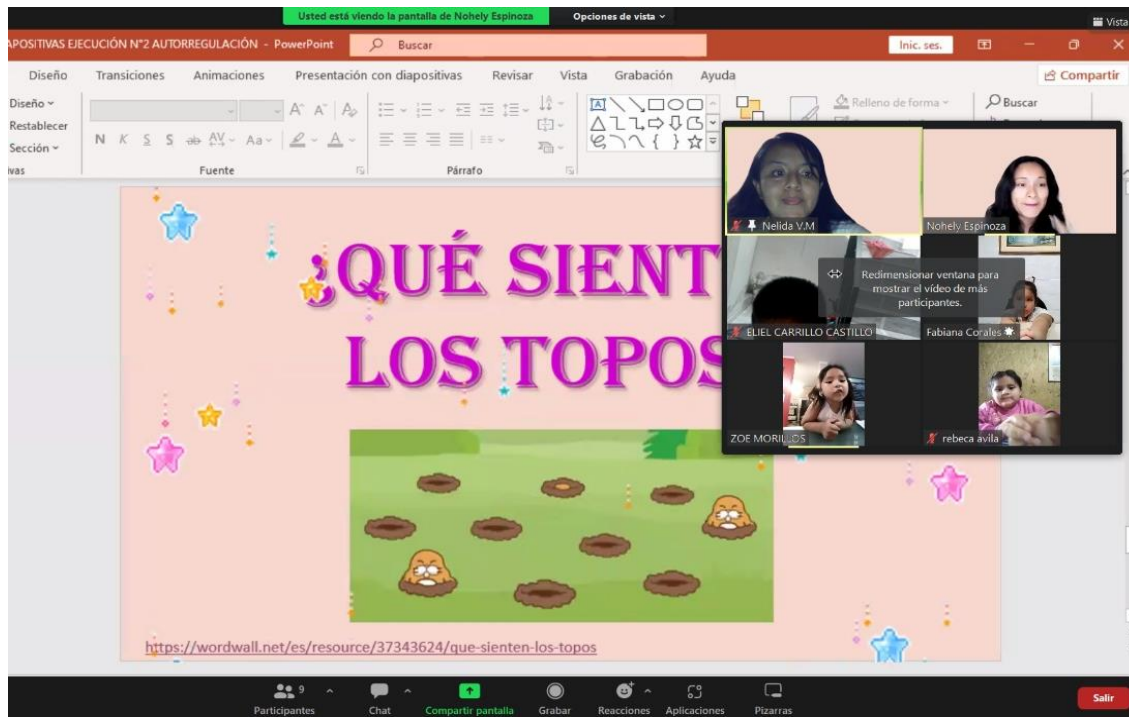 Usted está viendo la pantalla de Nohely Espinoza
Opciones de vista
Vista
APOSITIVAS EJECUCIÓN N°2 AUTORREGULACIÓN - PowerPoint
Buscar
Inic. ses.
Diseño Transiciones Animaciones Presentación con diapositivas Revisar Vista Grabación Ayuda
Compartir
Diseño
Restablecer
Sección
ivas
N K S S ab AV Aa
A A A
Fuente
Párrafo
Relleno de forma
Buscar
¿QUÉ SIENT
LOS TOPOS
https://wordwall.net/es/resource/37343624/que-sienten-los-topos
Nelida V.M
Nohely Espinoza
Redimensionar ventana para
mostrar el vídeo de más
participantes.
ELIEL CARRILLO CASTILLO
Fabiana Corales
ZOE MORILLOS
rebeca avila
9
Participantes
Chat
Compartir pantalla
Grabar
Reacciones
Aplicaciones
Pizarras
Salir